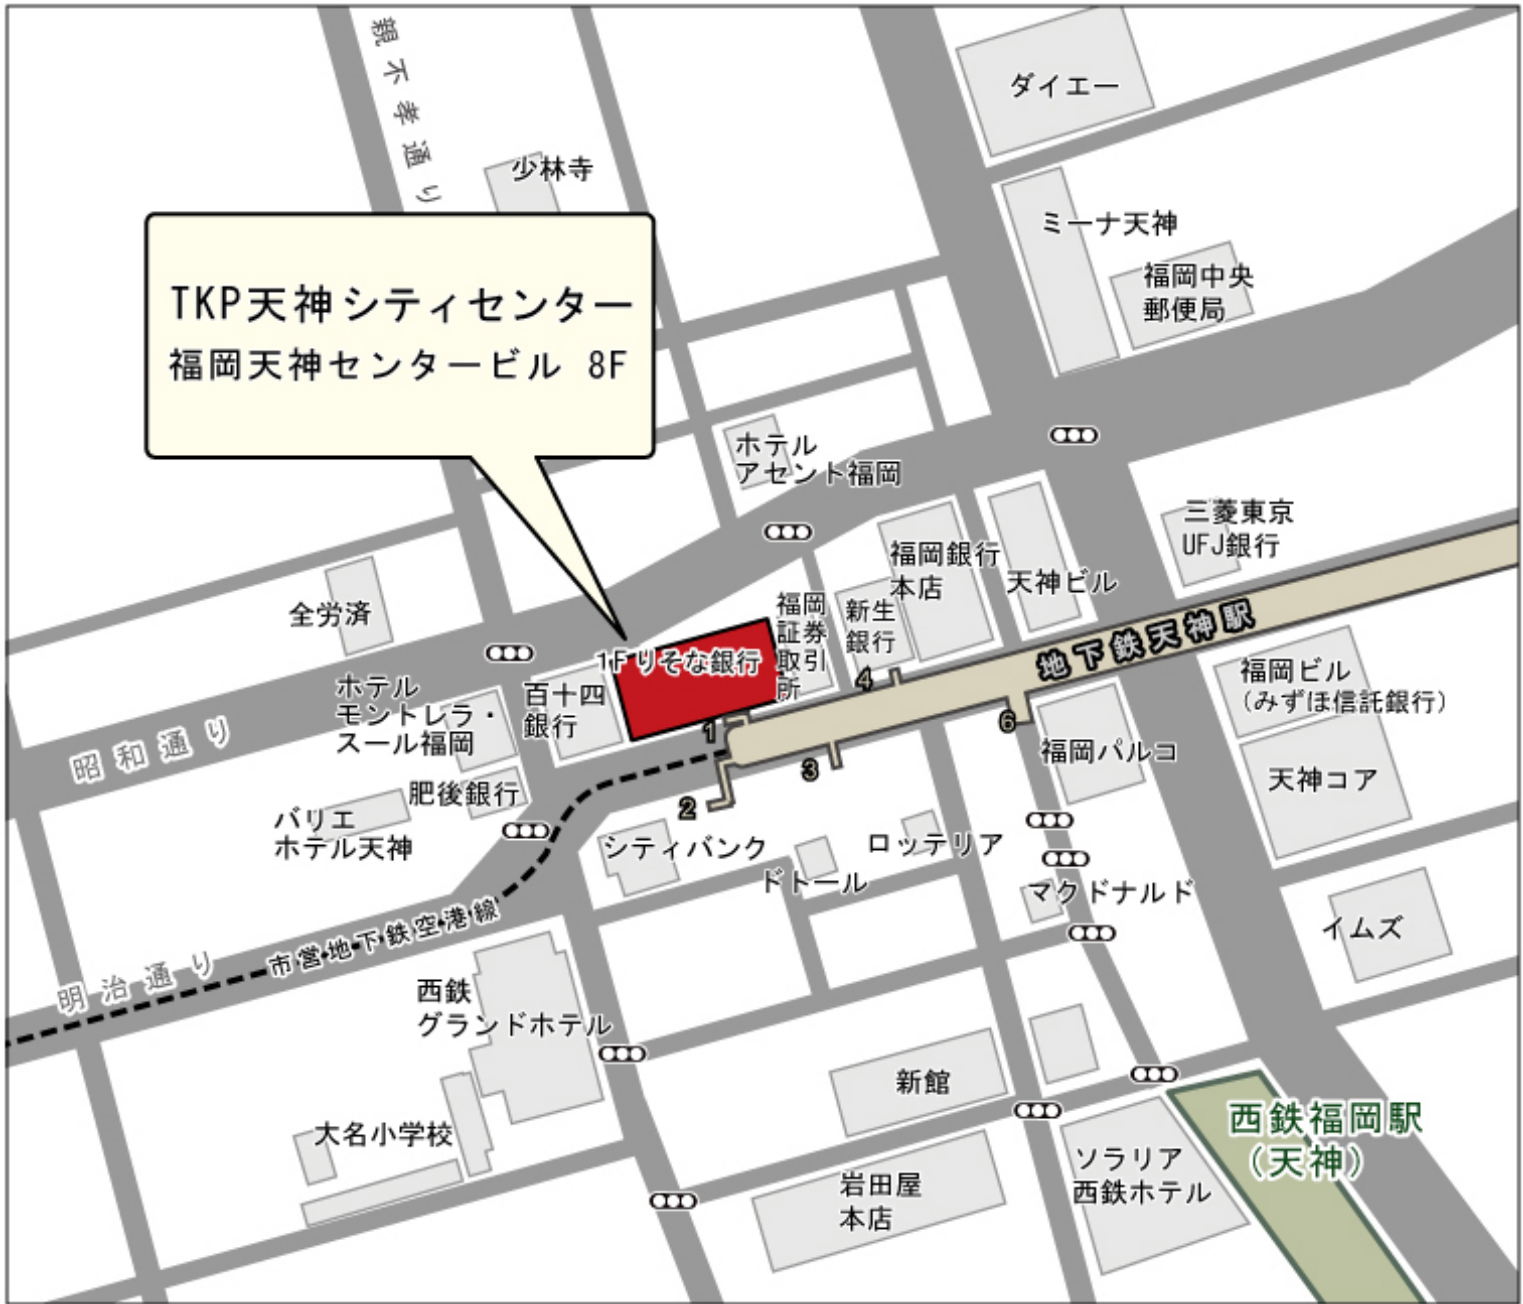 親不孝通り
少林寺
ダイエー
ミーナ天神
福岡中央
郵便局
TKP天神シティセンター
福岡天神センタービル 8F
ホテル
アセント福岡
三菱東京
UFJ銀行
福岡銀行
本店
天神ビル
全労済
福岡
証券
取引
所
新生
銀行
地下鉄天神駅
1F りそな銀行
4
百十四
銀行
ホテル
モントレラ・
スール福岡
福岡ビル
(みずほ信託銀行)
昭和通り
1
6
福岡パルコ
天神コア
3
2
肥後銀行
バリエ
ホテル天神
シティバンク
ロッテリア
ドトール
マクドナルド
イムズ
市営地下鉄空港線
明治通り
西鉄
グランドホテル
新館
大名小学校
西鉄福岡駅
(天神)
ソラリア
西鉄ホテル
岩田屋
本店